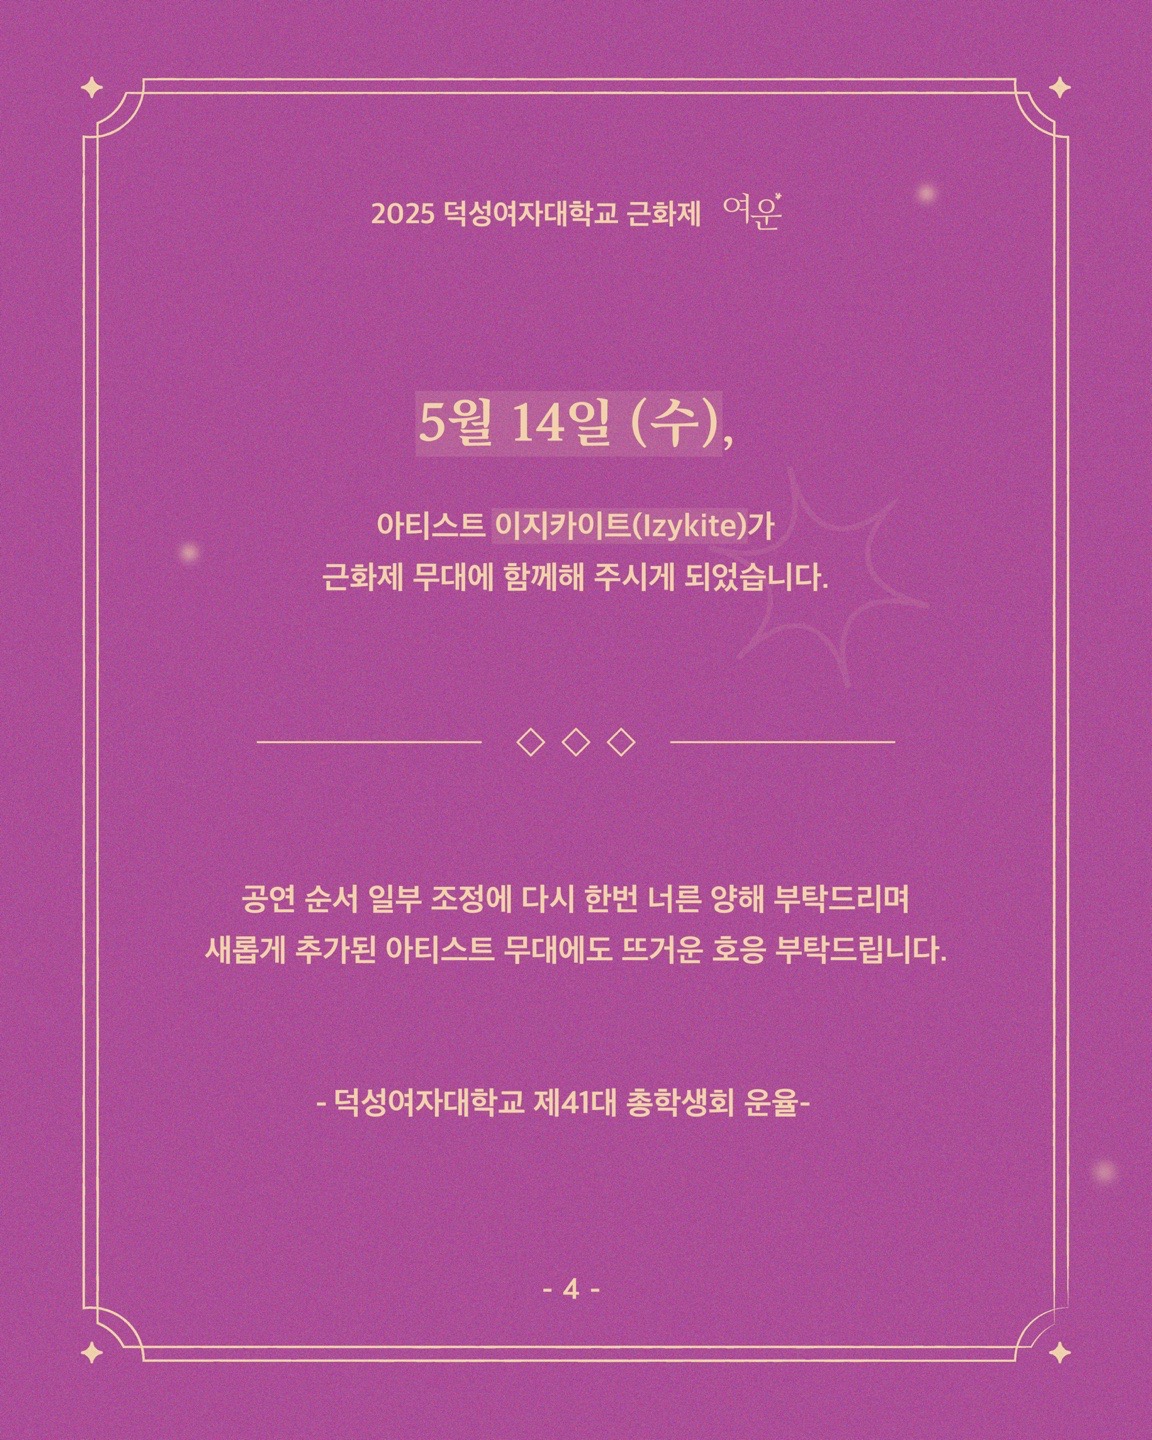 2025 덕성여자대학교 근화제 여운
5월 14일 (수),
아티스트 이지카이트(Izykite)가
근화제 무대에 함께해 주시게 되었습니다.
공연 순서 일부 조정에 다시 한번 너른 양해 부탁드리며
새롭게 추가된 아티스트 무대에도 뜨거운 호응 부탁드립니다.
- 덕성여자대학교 제41대 총학생회 운율-
- 4 -